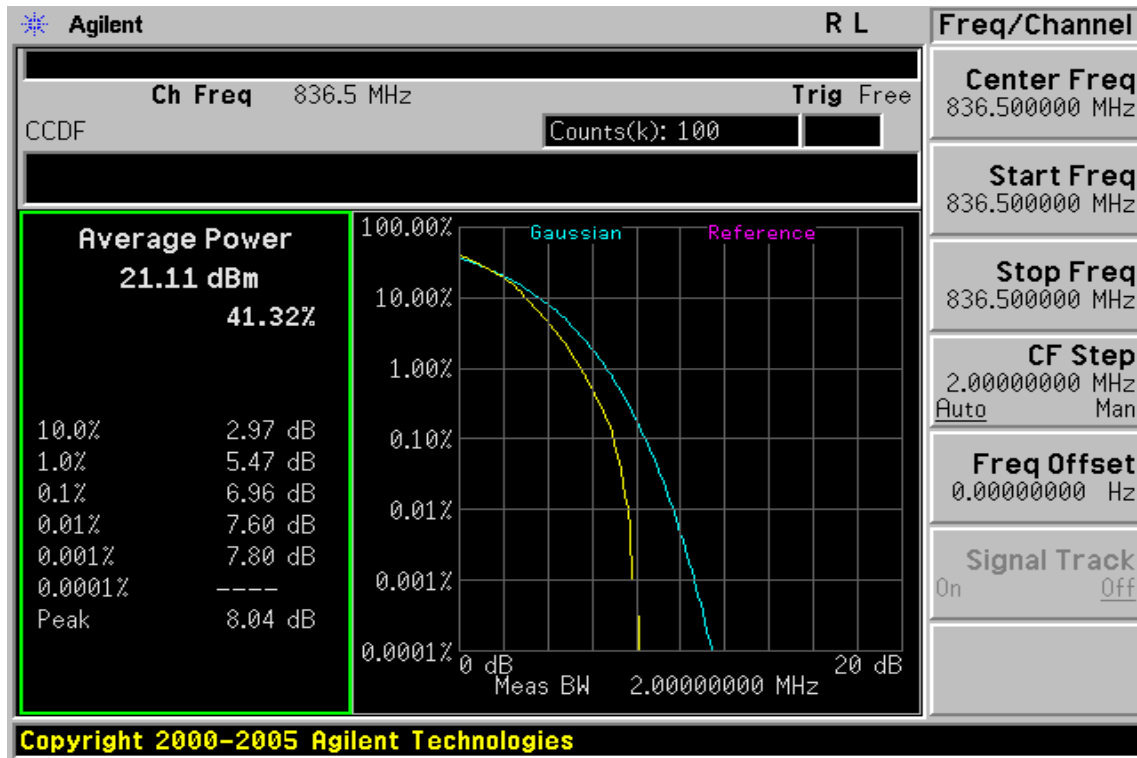 Agilent
R L
Freq/Channel
Ch Freq 836.5 MHz
Trig Free
CCDF
Counts(k): 100
Average Power
21.11 dBm
41.32%
10.0% 2.97 dB
1.0% 5.47 dB
0.1% 6.96 dB
0.01% 7.60 dB
0.001% 7.80 dB
0.0001% ----
Peak 8.04 dB
Gaussian
Reference
100.00%
10.00%
1.00%
0.10%
0.01%
0.001%
0.0001%
0 dB
20 dB
Meas BW 2.00000000 MHz
Center Freq
836.500000 MHz
Start Freq
836.500000 MHz
Stop Freq
836.500000 MHz
CF Step
2.00000000 MHz
Auto Man
Freq Offset
0.00000000 Hz
Signal Track
On Off
Copyright 2000-2005 Agilent Technologies